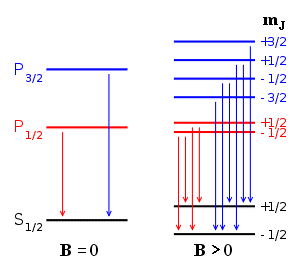 m_J
+3/2
P_3/2
+1/2
-1/2
-3/2
P_1/2
+1/2
-1/2
S_1/2
+1/2
-1/2
B = 0
B > 0